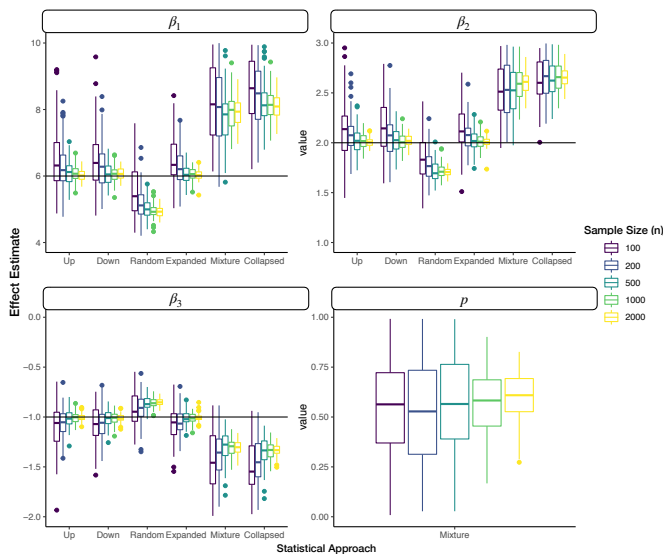 β1
β2
10
8
6
4
Up Down Random Expanded Mixture Collapsed
value
3.0
2.5
2.0
1.5
1.0
Up Down Random Expanded Mixture Collapsed
Effect Estimate
Sample Size (n)
100
200
500
1000
2000
β3
p
0.0
−0.5
−1.0
−1.5
−2.0
Up Down Random Expanded Mixture Collapsed
value
1.00
0.75
0.50
0.25
0.00
Mixture
Statistical Approach